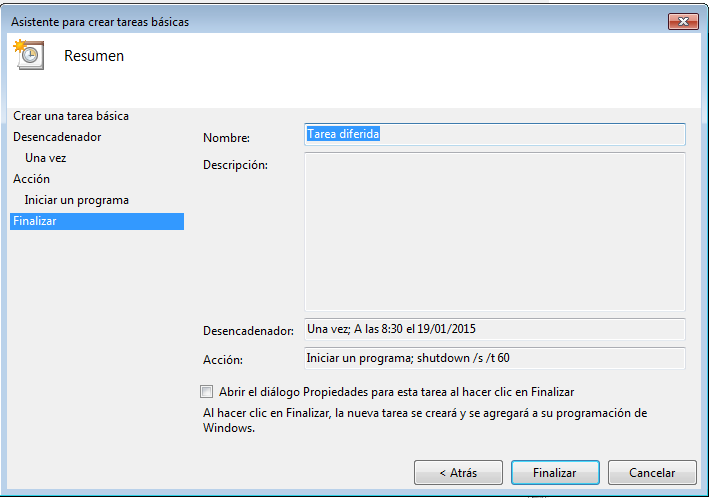 Asistente para crear tareas básicas
Resumen
Crear una tarea básica
Desencadenador
Una vez
Acción
Iniciar un programa
Finalizar
Nombre: Tarea diferida
Descripción:
Desencadenador: Una vez; A las 8:30 el 19/01/2015
Acción: Iniciar un programa; shutdown /s /t 60
Abrir el diálogo Propiedades para esta tarea al hacer clic en Finalizar
Al hacer clic en Finalizar, la nueva tarea se creará y se agregará a su programación de
Windows.
< Atrás Finalizar Cancelar